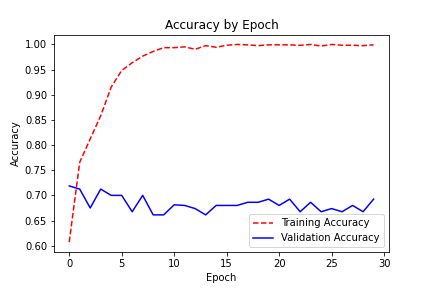 Accuracy by Epoch
1.00
0.95
0.90
0.85
0.80
0.75
0.70
0.65
0.60
Accuracy
Training Accuracy
Validation Accuracy
0 5 10 15 20 25 30
Epoch